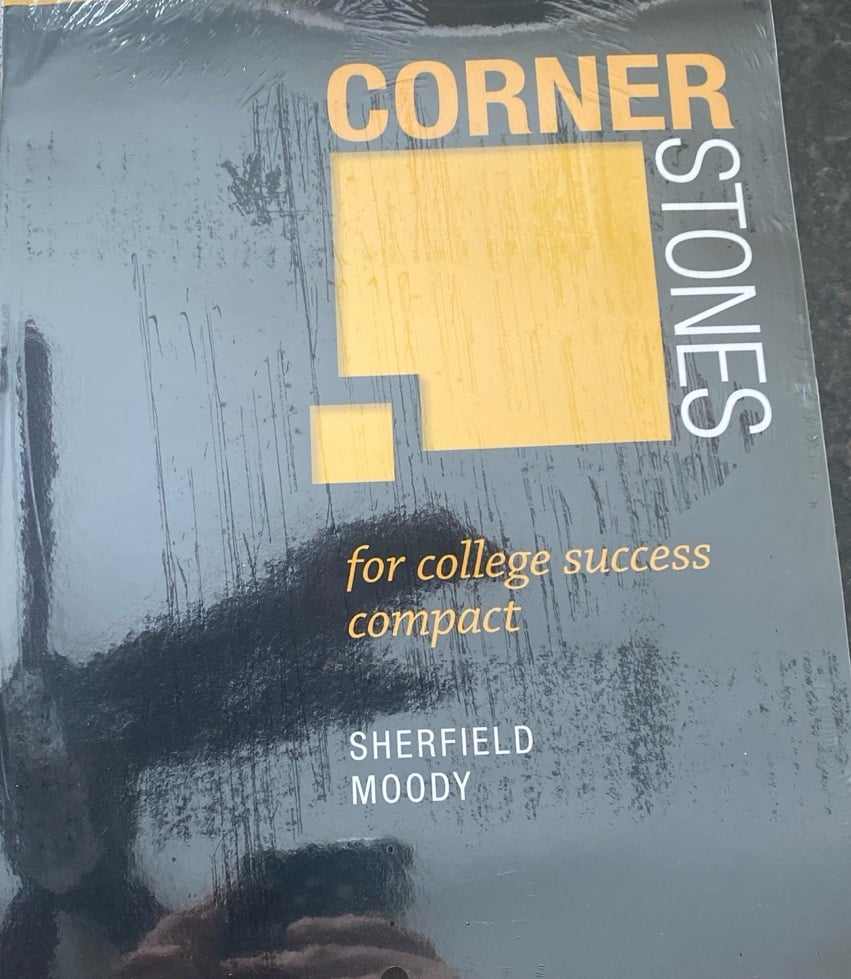 CORNER
STONES
for college success
compact
SHERFIELD
MOODY